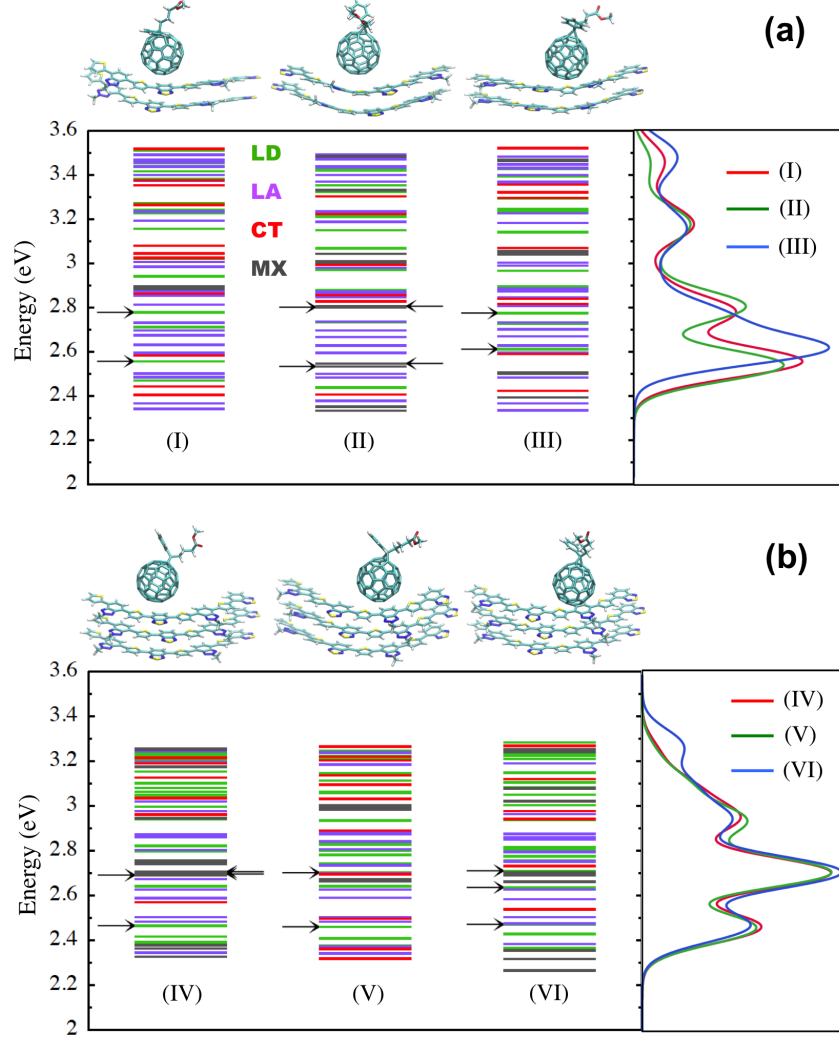 (a)
3.6
3.4
3.2
3
2.8
2.6
2.4
2.2
2
Energy (eV)
LD
LA
CT
MX
(I)
(II)
(III)
(I)
(II)
(III)
(b)
3.6
3.4
3.2
3
2.8
2.6
2.4
2.2
2
Energy (eV)
(IV)
(V)
(VI)
(IV)
(V)
(VI)